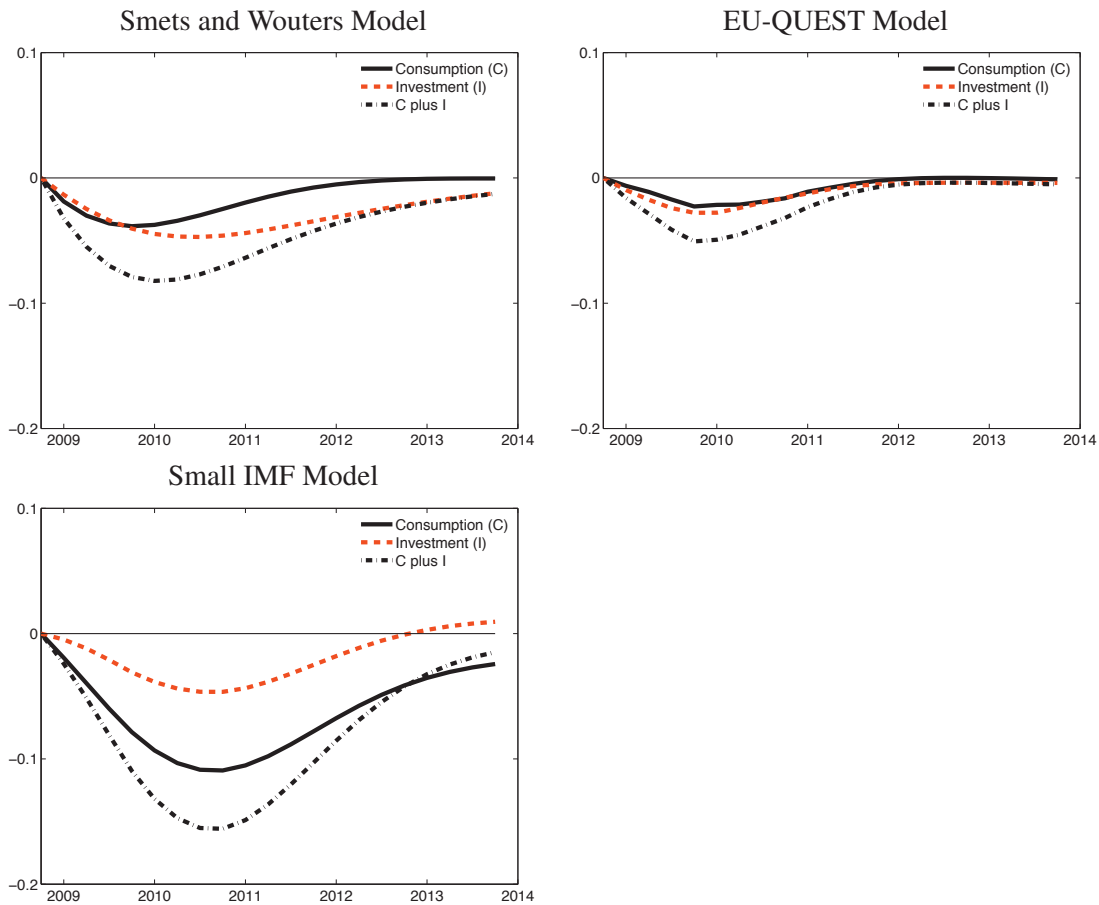 Smets and Wouters Model
0.1
Consumption (C)
Investment (I)
C plus I
0
−0.1
−0.2
2009 2010 2011 2012 2013 2014
EU-QUEST Model
0.1
Consumption (C)
Investment (I)
C plus I
0
−0.1
−0.2
2009 2010 2011 2012 2013 2014
Small IMF Model
0.1
Consumption (C)
Investment (I)
C plus I
0
−0.1
−0.2
2009 2010 2011 2012 2013 2014